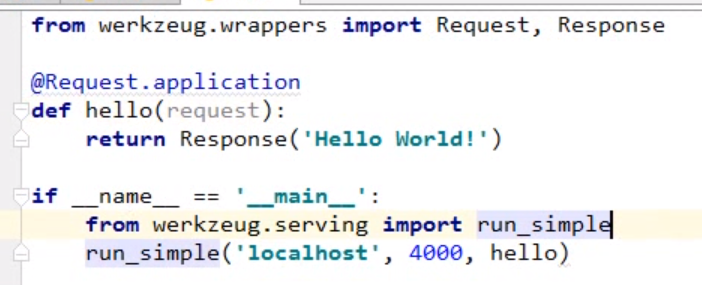 from werkzeug.wrappers import Request, Response
@Request.application
def hello(request):
    return Response('Hello World!')
if __name__ == '__main__':
    from werkzeug.serving import run_simple
    run_simple('localhost', 4000, hello)